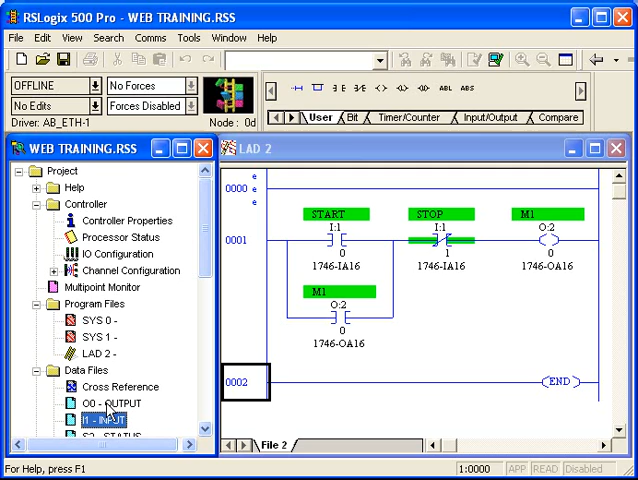 RSLogix 500 Pro - WEB TRAINING.RSS
File Edit View Search Comms Tools Window Help
OFFLINE No Forces
No Edits Forces Disabled
Driver: AB_ETH-1 Node : 0d
User Bit Timer/Counter Input/Output Compare
WEB TRAINING.RSS
Project
Help
Controller
Controller Properties
Processor Status
IO Configuration
Channel Configuration
Multipoint Monitor
Program Files
SYS 0 -
SYS 1 -
LAD 2 -
Data Files
Cross Reference
O0 - OUTPUT
I1 - INPUT
S2 - STATUS
LAD 2
e
0000 e
e
START STOP M1
I:1 I:1 O:2
0001
0 1 0
1746-IA16 1746-IA16 1746-OA16
M1
O:2
0
1746-OA16
0002 END
File 2
For Help, press F1 1:0000 APP READ Disabled